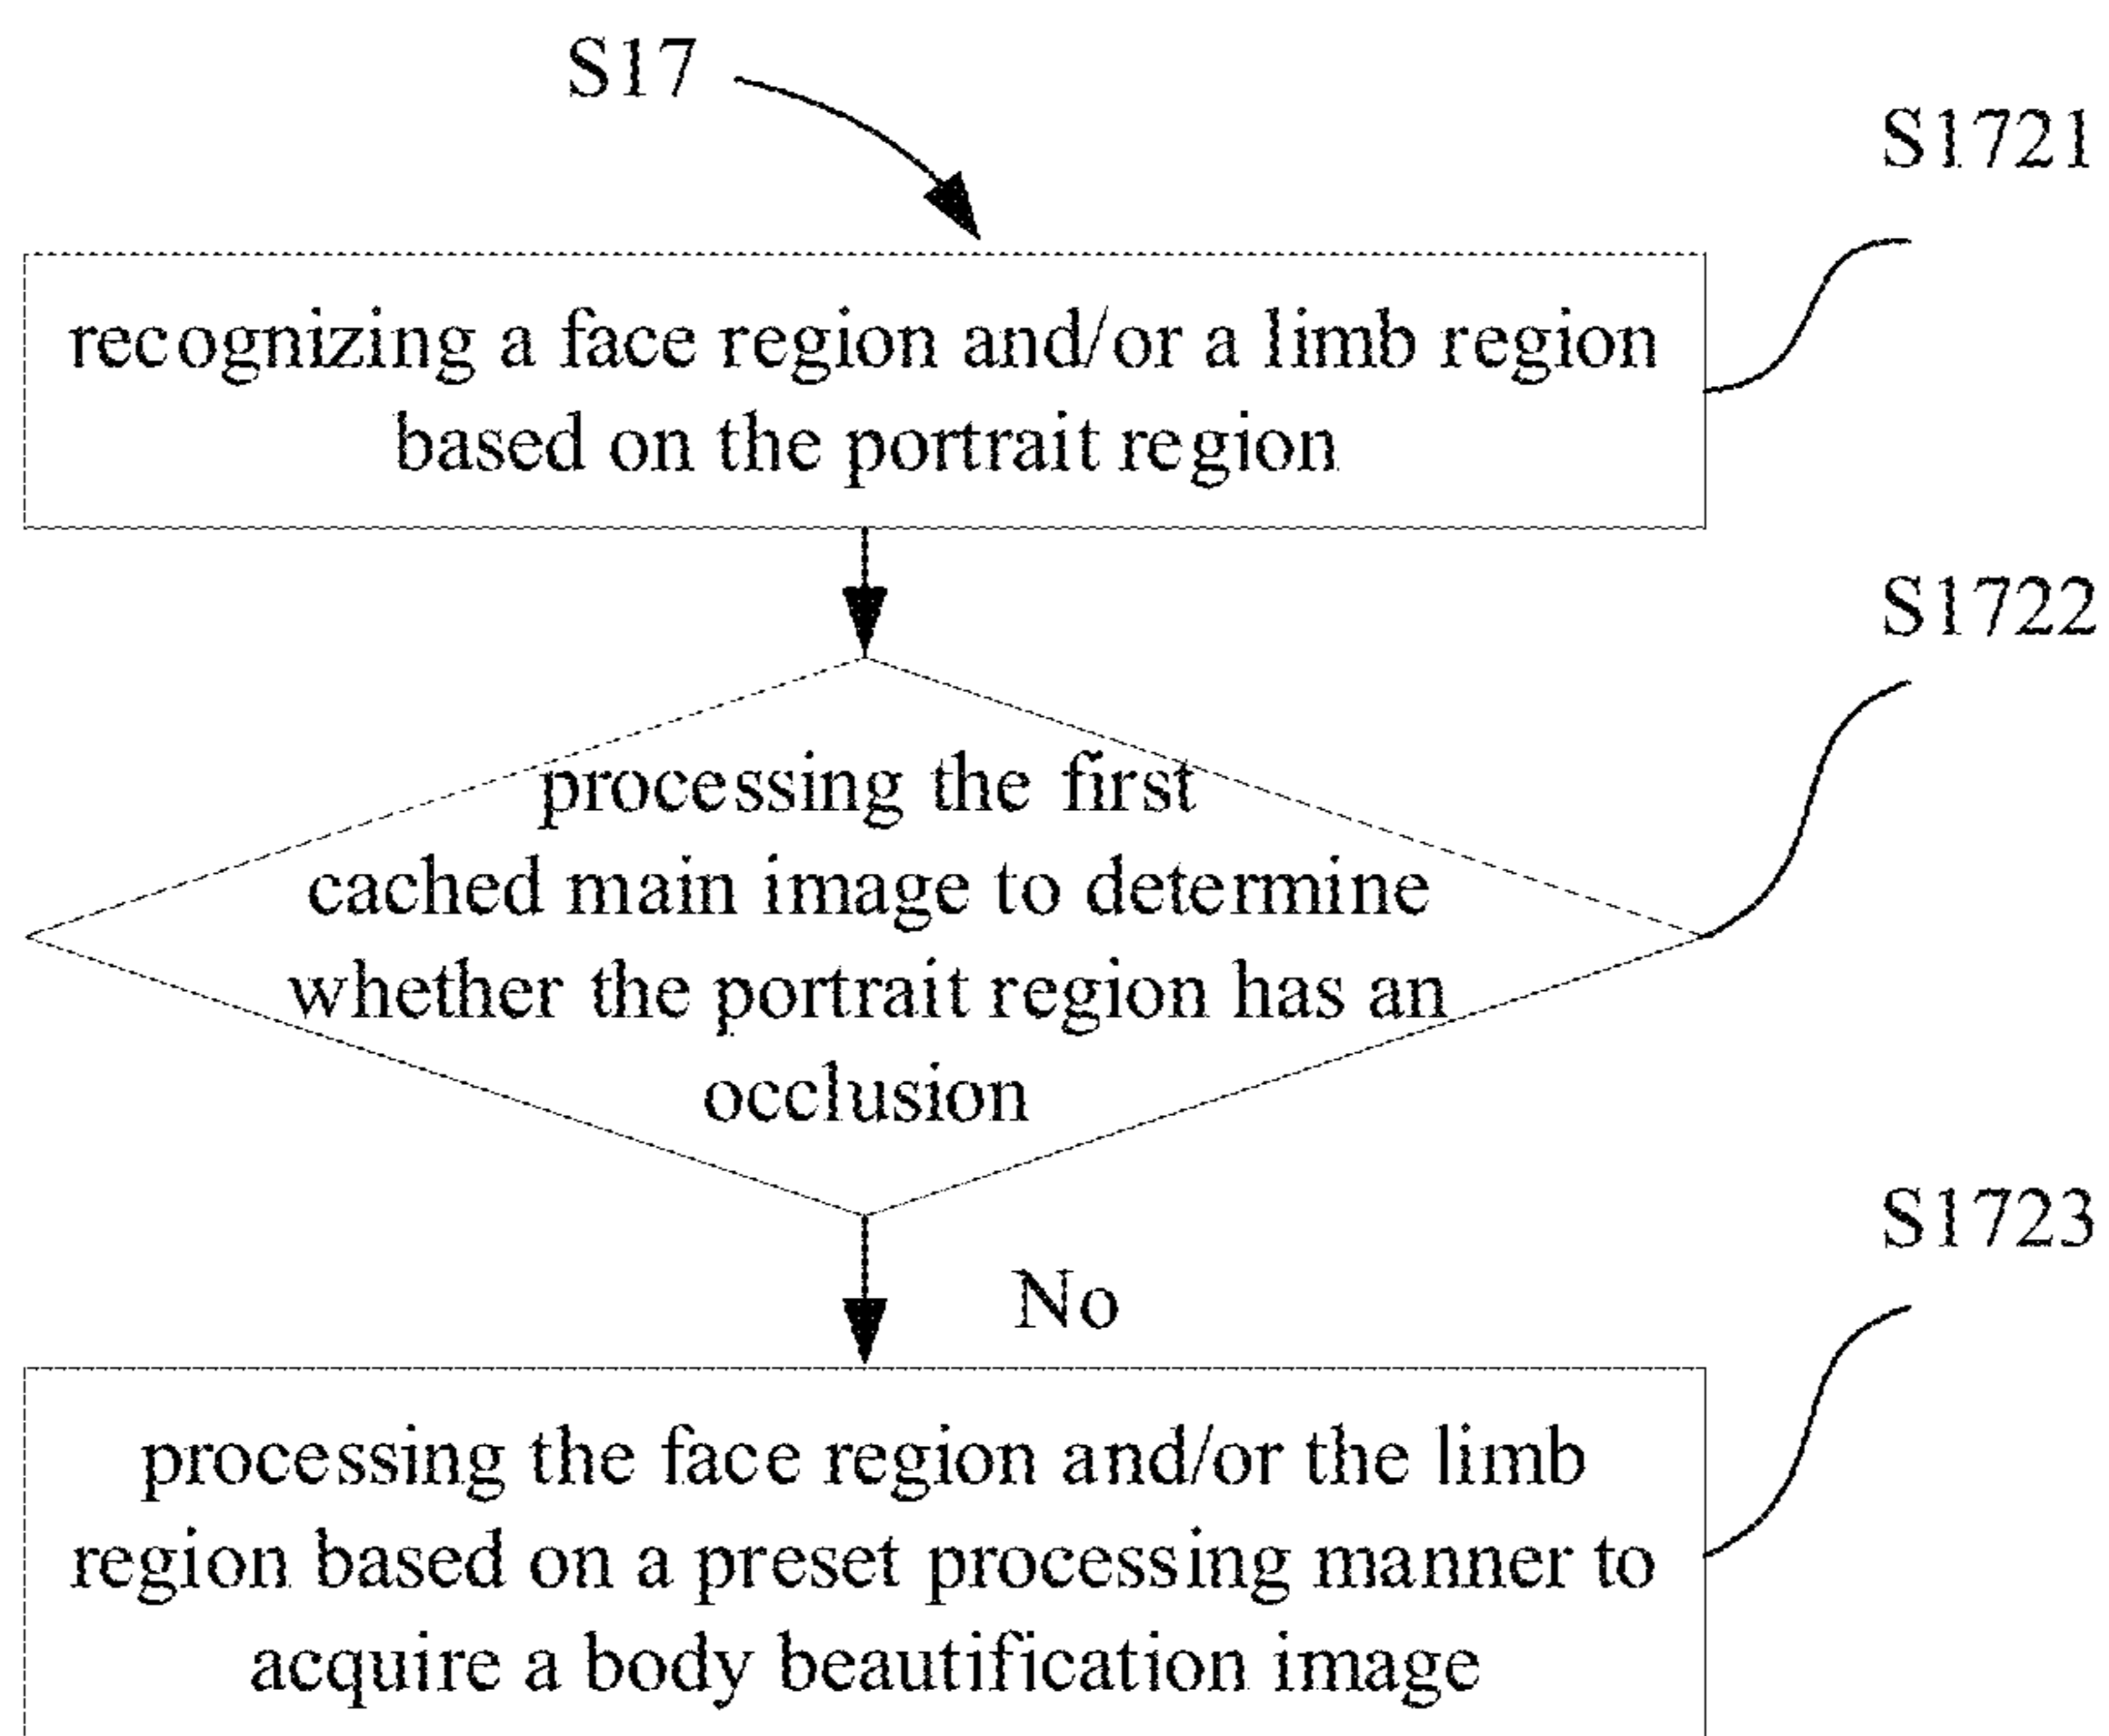 S17
S1721
recognizing a face region and/or a limb region
based on the portrait region
S1722
processing the first
cached main image to determine
whether the portrait region has an
occlusion
No
S1723
processing the face region and/or the limb
region based on a preset processing manner to
acquire a body beautification image